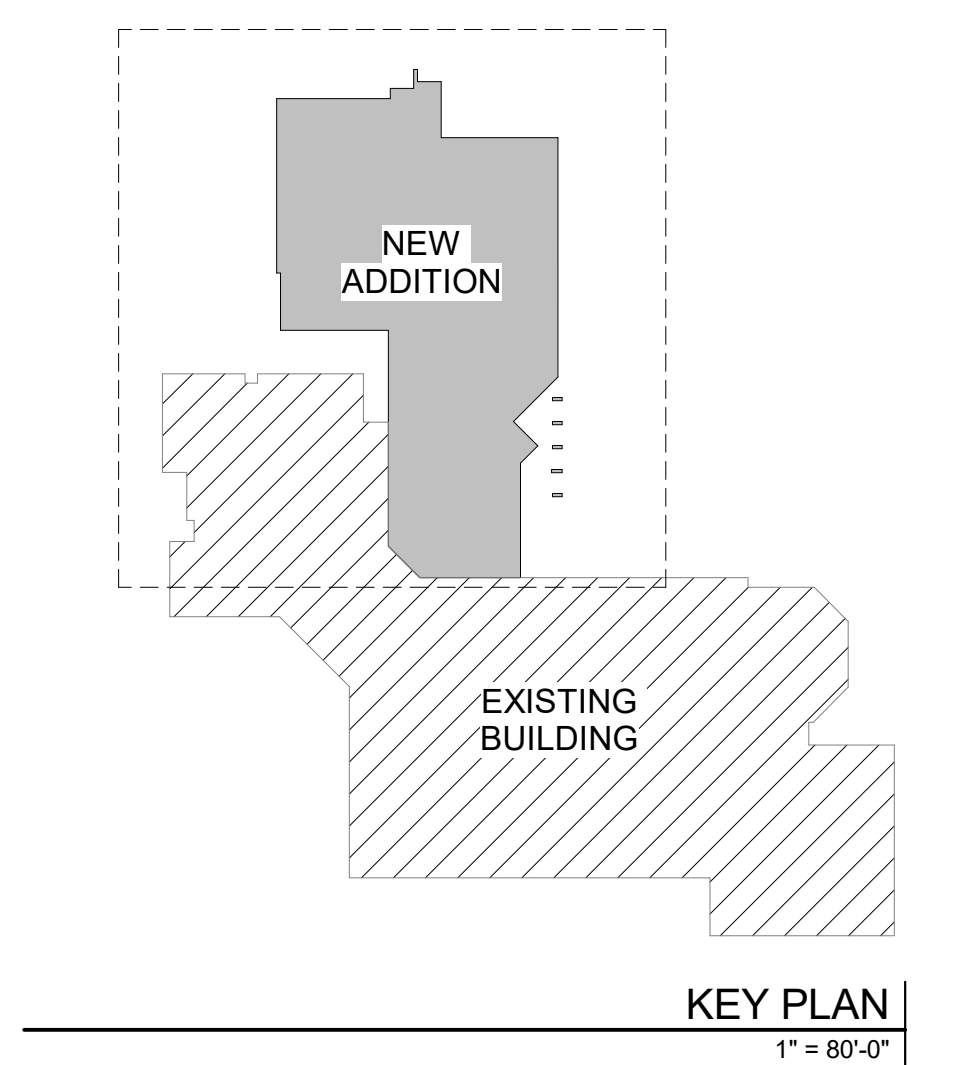 NEW
ADDITION
EXISTING
BUILDING
KEY PLAN
1" = 80'-0"